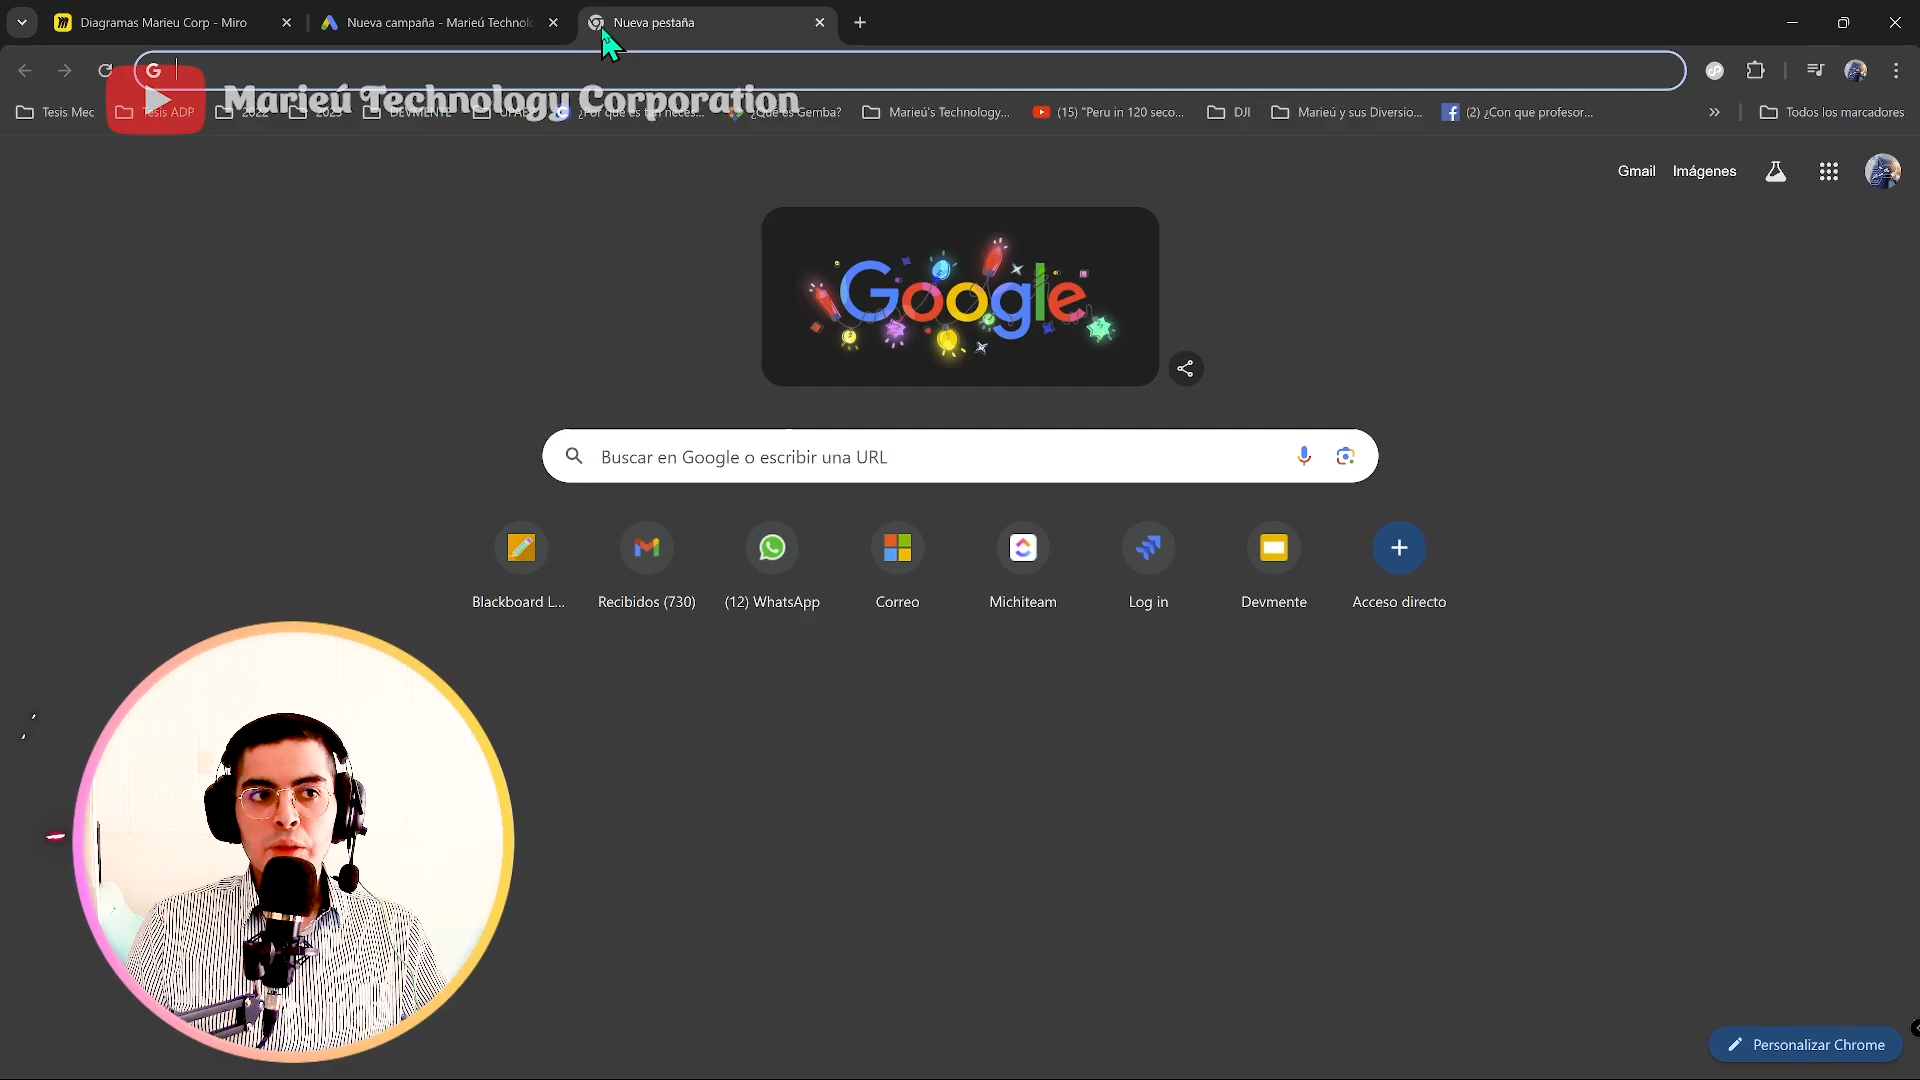 Diagramas Marieu Corp - Miro
Nueva campaña - Marieú Technol
Nueva pestaña
G
Marieú Technology Corporation
Tesis Mec
Tesis ADP
2022
2023
DEVMENTE
¿Por qué es tan neces...
¿Qué es Gemba?
Marieú's Technology...
(15) "Peru in 120 seco...
DJI
Marieú y sus Diversio...
(2) ¿Con que profesor...
Todos los marcadores
Gmail
Imágenes
Google
Buscar en Google o escribir una URL
Blackboard L...
Recibidos (730)
(12) WhatsApp
Correo
Michiteam
Log in
Devmente
Acceso directo
Personalizar Chrome